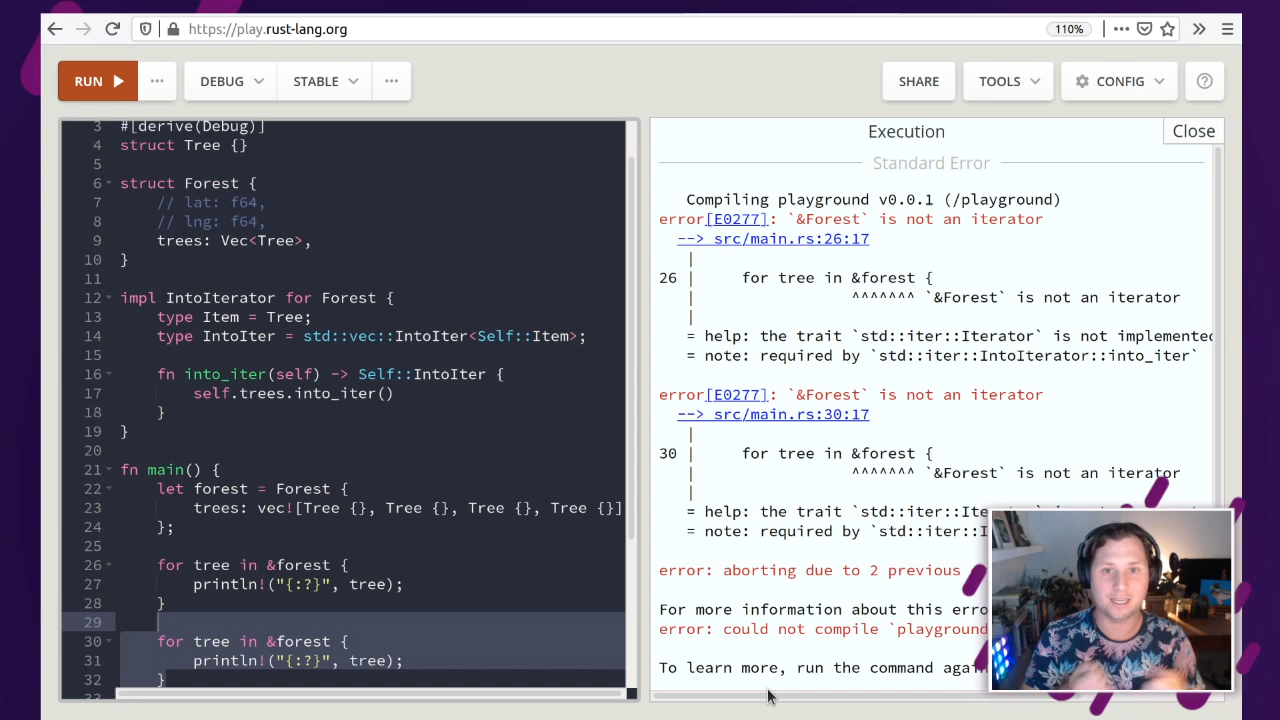 https://play.rust-lang.org
110%
RUN
DEBUG
STABLE
SHARE
TOOLS
CONFIG
3 #[derive(Debug)]
4 struct Tree {}
5
6 struct Forest {
7 // lat: f64,
8 // lng: f64,
9 trees: Vec<Tree>,
10 }
11
12 impl IntoIterator for Forest {
13 type Item = Tree;
14 type IntoIter = std::vec::IntoIter<Self::Item>;
15
16 fn into_iter(self) -> Self::IntoIter {
17 self.trees.into_iter()
18 }
19 }
20
21 fn main() {
22 let forest = Forest {
23 trees: vec![Tree {}, Tree {}, Tree {}, Tree {}]
24 };
25
26 for tree in &forest {
27 println!("{:?}", tree);
28 }
29
30 for tree in &forest {
31 println!("{:?}", tree);
32 }
33
Execution
Close
Standard Error
Compiling playground v0.0.1 (/playground)
error[E0277]: `&Forest` is not an iterator
--> src/main.rs:26:17
|
26 | for tree in &forest {
| ^^^^^^^ `&Forest` is not an iterator
|
= help: the trait `std::iter::Iterator` is not implemented
= note: required by `std::iter::IntoIterator::into_iter`
error[E0277]: `&Forest` is not an iterator
--> src/main.rs:30:17
|
30 | for tree in &forest {
| ^^^^^^^ `&Forest` is not an iterator
|
= help: the trait `std::iter::Ite
= note: required by `std::iter::I
error: aborting due to 2 previous
For more information about this erro
error: could not compile `playground
To learn more, run the command agai